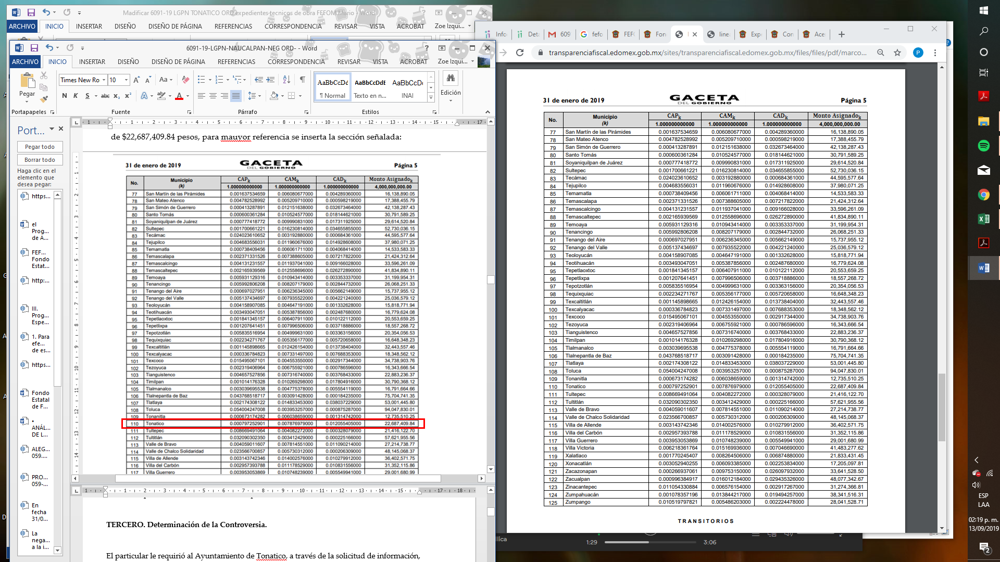 Madificar 6091-19 LGPN TONATICO ORD expedientes tecnicos de obra FEFOM Mario - Word
ARCHIVO INICIO INSERTAR DISEÑO DISEÑO DE PÁGINA REFERENCIAS CORRESPONDENCIA REVISAR VISTA ACROBAT Zoe Izqui...
6091-19-LGPN-NAUCALPAN-NEG ORD- - Word
ARCHIVO INICIO INSERTAR DISEÑO DISEÑO DE PÁGINA REFERENCIAS CORRESPONDENCIA REVISAR VISTA ACROBAT Zoe Izqui...
Times New Ro 10
Pegar
N K S abc x₂ x²
AaBbCcDc AaBbCcDdE AaBbCcDc
¶ Normal Texto en n... INAI
Edición
Portapapeles Fuente Párrafo Estilos
Port...
Pegar todo
Borrar todo
Haga clic en el
elemento que
desea pegar:
https...
el
Prog...
de A...
FEF...
Fondo
Estat...
http:...
III.
Prog...
Espe...
1. Para
efe...
de es...
https...
Fondo
Estatal
de F...
•
ANÁL...
DE L...
ALEG...
059....
PRO...
059-...
En
fecha
31/0...
La
nega...
a la i...
de $22,687,409.84 pesos, para mauyor referencia se inserta la sección señalada:
31 de enero de 2019 GACETA DEL GOBIERNO Página 5
No. Municipio (k) CAPk CAMk CADk Monto Asignadok
1.000000000000 1.000000000000 1.000000000000 4,000,000,000.00
77 San Martín de las Pirámides 0.001637534659 0.006080677000 0.004289360000 16,138,890.05
78 San Mateo Atenco 0.004782528992 0.005209710000 0.000598219000 17,388,455.79
79 San Simón de Guerrero 0.000413287891 0.012151638000 0.032673464000 42,138,287.43
80 Santo Tomás 0.000600361284 0.010524577000 0.018144621000 30,791,589.25
81 Soyaniquilpan de Juárez 0.000777418772 0.009990831000 0.017311925000 29,614,520.84
82 Sultepec 0.001700661221 0.016230814000 0.034655855000 52,730,036.15
83 Tecámac 0.024023610652 0.003192880000 0.000684361000 44,595,577.64
84 Tejupilco 0.004683556031 0.011960676000 0.014928608000 37,980,071.25
85 Temamatla 0.000738409456 0.006061711000 0.004068414000 14,533,583.33
86 Temascalapa 0.002371331526 0.007388605000 0.007217822000 21,424,312.64
87 Temascalcingo 0.004131231557 0.011937041000 0.009166028000 33,596,261.09
88 Temascaltepec 0.002165939569 0.012558696000 0.026272890000 41,834,890.11
89 Temoaya 0.005931129316 0.010943414000 0.003353337000 31,199,954.31
90 Tenancingo 0.005992806208 0.008207179000 0.002844732000 26,068,251.33
91 Tenango del Aire 0.000697027951 0.006236345000 0.005662149000 15,737,955.12
92 Tenango del Valle 0.005137434697 0.007935522000 0.004221240000 25,036,579.12
93 Teoloyucán 0.004158907085 0.004647191000 0.001332628000 15,818,771.94
94 Teotihuacán 0.003493047051 0.005387856000 0.002487680000 16,779,624.08
95 Tepetlaoxtoc 0.001841345157 0.006407911000 0.010122112000 20,553,659.25
96 Tepetlixpa 0.001207641451 0.007996506000 0.003718886000 18,557,268.72
97 Tepotzotlán 0.005835516954 0.004999631000 0.003363156000 20,354,056.53
98 Tequixquiac 0.002234271767 0.005356177000 0.005720658000 16,648,348.23
99 Texcaltitlán 0.001145898665 0.012426154000 0.013738404000 32,443,557.46
100 Texcalyacac 0.000336784823 0.007331497000 0.007688353000 18,348,562.12
101 Texcoco 0.015495067101 0.004553550000 0.002917344000 34,738,903.76
102 Tezoyuca 0.002319406964 0.006755921000 0.000786596000 16,343,666.54
103 Tianguistenco 0.004657527856 0.007316740000 0.003768433000 22,883,236.37
104 Timilpan 0.001014176328 0.010269298000 0.017804916000 30,790,368.12
105 Tlalmanalco 0.003039695538 0.004775378000 0.005554119000 16,791,664.66
106 Tlalnepantla de Baz 0.043768518717 0.003091428000 0.000184235000 75,704,741.35
107 Tlatlaya 0.002174308122 0.014833453000 0.038037229000 53,001,445.80
108 Toluca 0.054004247008 0.003953257000 0.000875287000 94,047,830.01
109 Tonanitla 0.000673174282 0.006038659000 0.001314742000 12,735,510.25
110 Tonatico 0.000797252901 0.007876979000 0.012055405000 22,687,409.84
111 Tultepec 0.008669491064 0.004082272000 0.000328079000 21,416,122.70
112 Tultitlán 0.032090302350 0.003412429000 0.000225166000 57,621,955.56
113 Valle de Bravo 0.004059011607 0.007814551000 0.011090214000 27,214,738.77
114 Valle de Chalco Solidaridad 0.023566700857 0.005730312000 0.000206309000 48,145,068.37
115 Villa de Allende 0.003143742346 0.014002576000 0.010279912000 36,402,571.75
116 Villa del Carbón 0.002957393788 0.011178529000 0.010831556000 31,352,115.86
117 Villa Guerrero 0.003953053869 0.010748239000 0.005549941000 29,001,680.99
TERCERO. Determinación de la Controversia.
El particular le requirió al Ayuntamiento de Tonatico, a través de la solicitud de información,
Info Deta 609 fefo FEF Fon linea Expe Con Ace
transparenciafiscal.edomex.gob.mx/sites/transparenciafiscal.edomex.gob.mx/files/files/pdf/marco... P
31 de enero de 2019 GACETA DEL GOBIERNO Página 5
No. Municipio (k) CAPk CAMk CADk Monto Asignadok
1.000000000000 1.000000000000 1.000000000000 4,000,000,000.00
77 San Martín de las Pirámides 0.001637534659 0.006080677000 0.004289360000 16,138,890.05
78 San Mateo Atenco 0.004782528992 0.005209710000 0.000598219000 17,388,455.79
79 San Simón de Guerrero 0.000413287891 0.012151638000 0.032673464000 42,138,287.43
80 Santo Tomás 0.000600361284 0.010524577000 0.018144621000 30,791,589.25
81 Soyaniquilpan de Juárez 0.000777418772 0.009990831000 0.017311925000 29,614,520.84
82 Sultepec 0.001700661221 0.016230814000 0.034655855000 52,730,036.15
83 Tecámac 0.024023610652 0.003192880000 0.000684361000 44,595,577.64
84 Tejupilco 0.004683556031 0.011960676000 0.014928608000 37,980,071.25
85 Temamatla 0.000738409456 0.006061711000 0.004068414000 14,533,583.33
86 Temascalapa 0.002371331526 0.007388605000 0.007217822000 21,424,312.64
87 Temascalcingo 0.004131231557 0.011937041000 0.009166028000 33,596,261.09
88 Temascaltepec 0.002165939569 0.012558696000 0.026272890000 41,834,890.11
89 Temoaya 0.005931129316 0.010943414000 0.003353337000 31,199,954.31
90 Tenancingo 0.005992806208 0.008207179000 0.002844732000 26,068,251.33
91 Tenango del Aire 0.000697027951 0.006236345000 0.005662149000 15,737,955.12
92 Tenango del Valle 0.005137434697 0.007935522000 0.004221240000 25,036,579.12
93 Teoloyucán 0.004158907085 0.004647191000 0.001332628000 15,818,771.94
94 Teotihuacán 0.003493047051 0.005387856000 0.002487680000 16,779,624.08
95 Tepetlaoxtoc 0.001841345157 0.006407911000 0.010122112000 20,553,659.25
96 Tepetlixpa 0.001207641451 0.007996506000 0.003718886000 18,557,268.72
97 Tepotzotlán 0.005835516954 0.004999631000 0.003363156000 20,354,056.53
98 Tequixquiac 0.002234271767 0.005356177000 0.005720658000 16,648,348.23
99 Texcaltitlán 0.001145898665 0.012426154000 0.013738404000 32,443,557.46
100 Texcalyacac 0.000336784823 0.007331497000 0.007688353000 18,348,562.12
101 Texcoco 0.015495067101 0.004553550000 0.002917344000 34,738,903.76
102 Tezoyuca 0.002319406964 0.006755921000 0.000786596000 16,343,666.54
103 Tianguistenco 0.004657527856 0.007316740000 0.003768433000 22,883,236.37
104 Timilpan 0.001014176328 0.010269298000 0.017804916000 30,790,368.12
105 Tlalmanalco 0.003039695538 0.004775378000 0.005554119000 16,791,664.66
106 Tlalnepantla de Baz 0.043768518717 0.003091428000 0.000184235000 75,704,741.35
107 Tlatlaya 0.002174308122 0.014833453000 0.038037229000 53,001,445.80
108 Toluca 0.054004247008 0.003953257000 0.000875287000 94,047,830.01
109 Tonanitla 0.000673174282 0.006038659000 0.001314742000 12,735,510.25
110 Tonatico 0.000797252901 0.007876979000 0.012055405000 22,687,409.84
111 Tultepec 0.008669491064 0.004082272000 0.000328079000 21,416,122.70
112 Tultitlán 0.032090302350 0.003412429000 0.000225166000 57,621,955.56
113 Valle de Bravo 0.004059011607 0.007814551000 0.011090214000 27,214,738.77
114 Valle de Chalco Solidaridad 0.023566700857 0.005730312000 0.000206309000 48,145,068.37
115 Villa de Allende 0.003143742346 0.014002576000 0.010279912000 36,402,571.75
116 Villa del Carbón 0.002957393788 0.011178529000 0.010831556000 31,352,115.86
117 Villa Guerrero 0.003953053869 0.010748239000 0.005549941000 29,001,680.99
118 Villa Victoria 0.006218361764 0.015169936000 0.007046690000 41,483,277.62
119 Xalatlaco 0.001770245407 0.008264506000 0.006874880000 21,833,431.45
120 Xonacatlán 0.003052940255 0.006093385000 0.002253834000 17,205,097.81
121 Zacazonapan 0.000266937061 0.009753150000 0.026097932000 33,641,528.50
122 Zacualpan 0.000996384917 0.016012184000 0.029435326000 48,077,342.67
123 Zinacantepec 0.011054330884 0.006576154000 0.002917267000 31,274,366.81
124 Zumpahuacán 0.001078357196 0.013844217000 0.019494257000 38,341,516.31
125 Zumpango 0.010519797821 0.005486203000 0.002224478000 28,041,528.71
TRANSITORIOS
llica 1:29 3:06
ESP
LAA
02:19 p. m.
13/09/2019
2